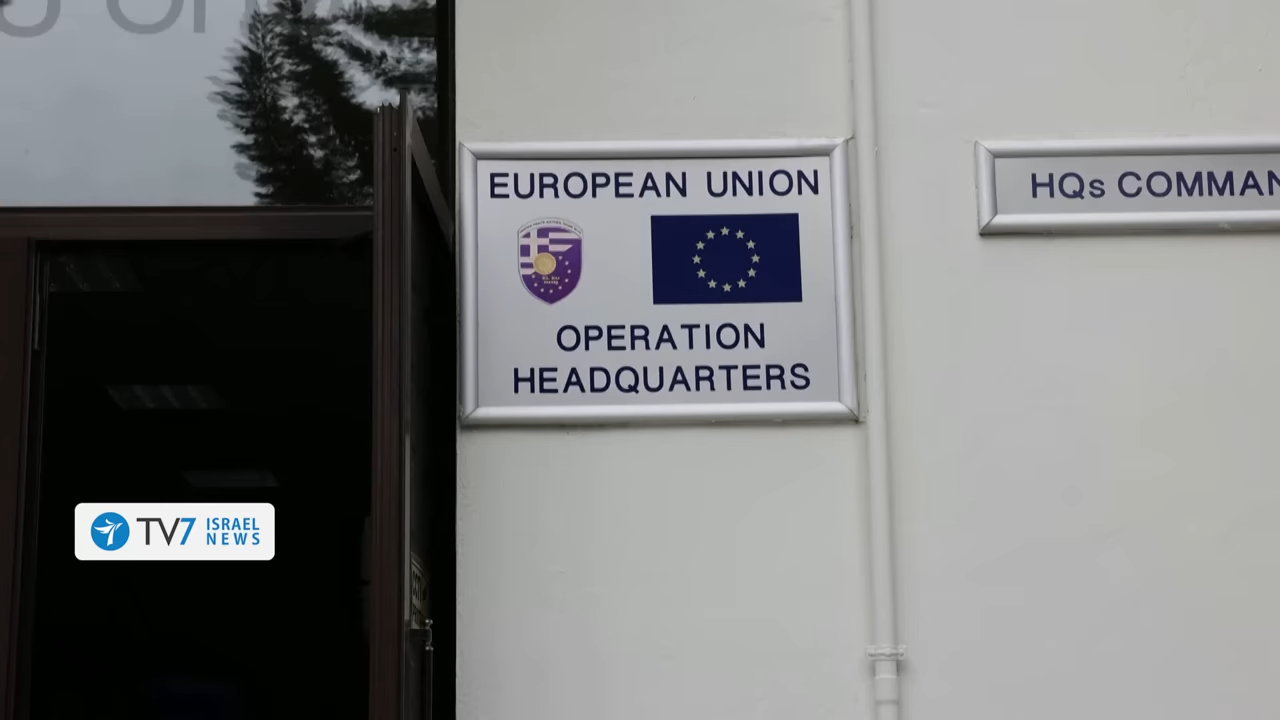 EUROPEAN UNION
OPERATION
HEADQUARTERS
HQs COMMAN
TV7 ISRAEL
NEWS